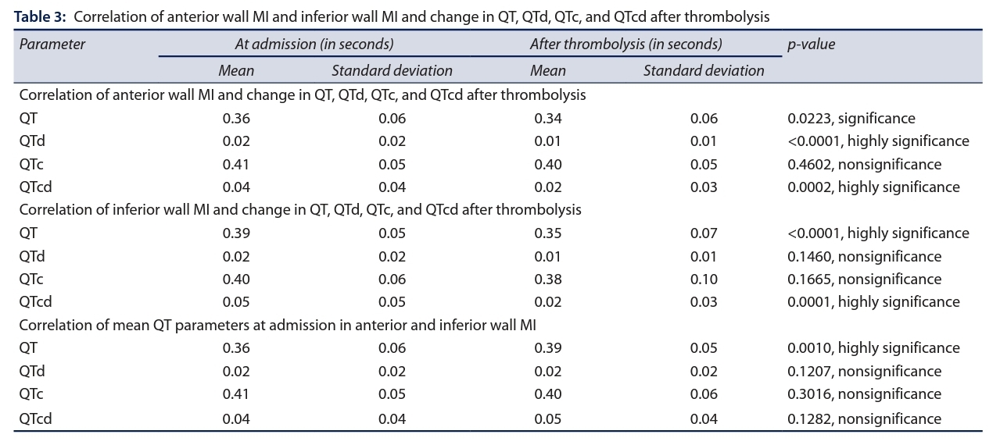 Table 3: Correlation of anterior wall MI and inferior wall MI and change in QT, QTd, QTc, and QTcd after thrombolysis
Parameter At admission (in seconds) After thrombolysis (in seconds) p-value
Mean Standard deviation Mean Standard deviation
Correlation of anterior wall MI and change in QT, QTd, QTc, and QTcd after thrombolysis
QT 0.36 0.06 0.34 0.06 0.0223, significance
QTd 0.02 0.02 0.01 0.01 <0.0001, highly significance
QTc 0.41 0.05 0.40 0.05 0.4602, nonsignificance
QTcd 0.04 0.04 0.02 0.03 0.0002, highly significance
Correlation of inferior wall MI and change in QT, QTd, QTc, and QTcd after thrombolysis
QT 0.39 0.05 0.35 0.07 <0.0001, highly significance
QTd 0.02 0.02 0.01 0.01 0.1460, nonsignificance
QTc 0.40 0.06 0.38 0.10 0.1665, nonsignificance
QTcd 0.05 0.05 0.02 0.03 0.0001, highly significance
Correlation of mean QT parameters at admission in anterior and inferior wall MI
QT 0.36 0.06 0.39 0.05 0.0010, highly significance
QTd 0.02 0.02 0.02 0.02 0.1207, nonsignificance
QTc 0.41 0.05 0.40 0.06 0.3016, nonsignificance
QTcd 0.04 0.04 0.05 0.04 0.1282, nonsignificance